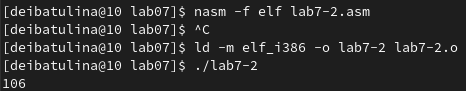 [deibatulina@10 lab07]$ nasm -f elf lab7-2.asm
[deibatulina@10 lab07]$ ^C
[deibatulina@10 lab07]$ ld -m elf_i386 -o lab7-2 lab7-2.o
[deibatulina@10 lab07]$ ./lab7-2
106